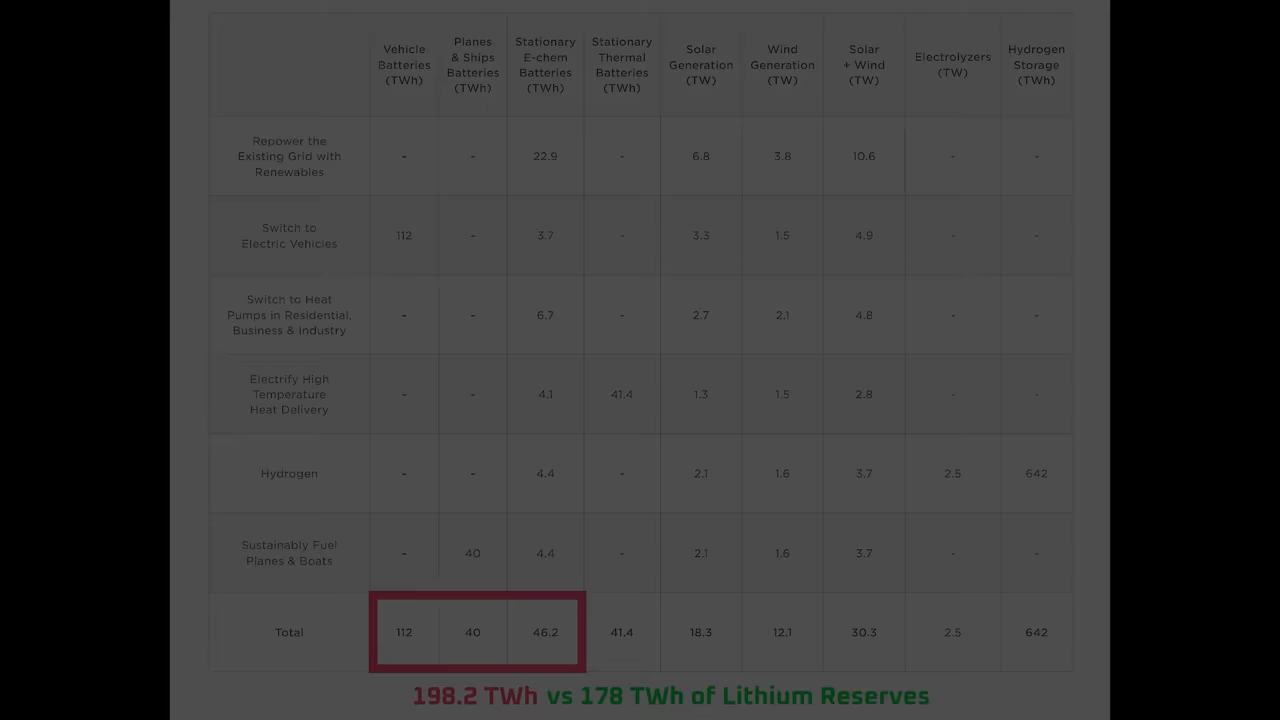 Vehicle Batteries (TWh) Planes & Ships Batteries (TWh) Stationary E-chem Batteries (TWh) Stationary Thermal Batteries (TWh) Solar Generation (TW) Wind Generation (TW) Solar + Wind (TW) Electrolyzers (TW) Hydrogen Storage (TWh)
Repower the Existing Grid with Renewables - - 22.9 - 6.8 3.8 10.6 - -
Switch to Electric Vehicles 112 - 3.7 - 3.3 1.5 4.9 - -
Switch to Heat Pumps in Residential, Business & Industry - - 6.7 - 2.7 2.1 4.8 - -
Electrify High Temperature Heat Delivery - - 4.1 41.4 1.3 1.5 2.8 - -
Hydrogen - - 4.4 - 2.1 1.6 3.7 2.5 642
Sustainably Fuel Planes & Boats - 40 4.4 - 2.1 1.6 3.7 - -
Total 112 40 46.2 41.4 18.3 12.1 30.3 2.5 642
198.2 TWh vs 178 TWh of Lithium Reserves